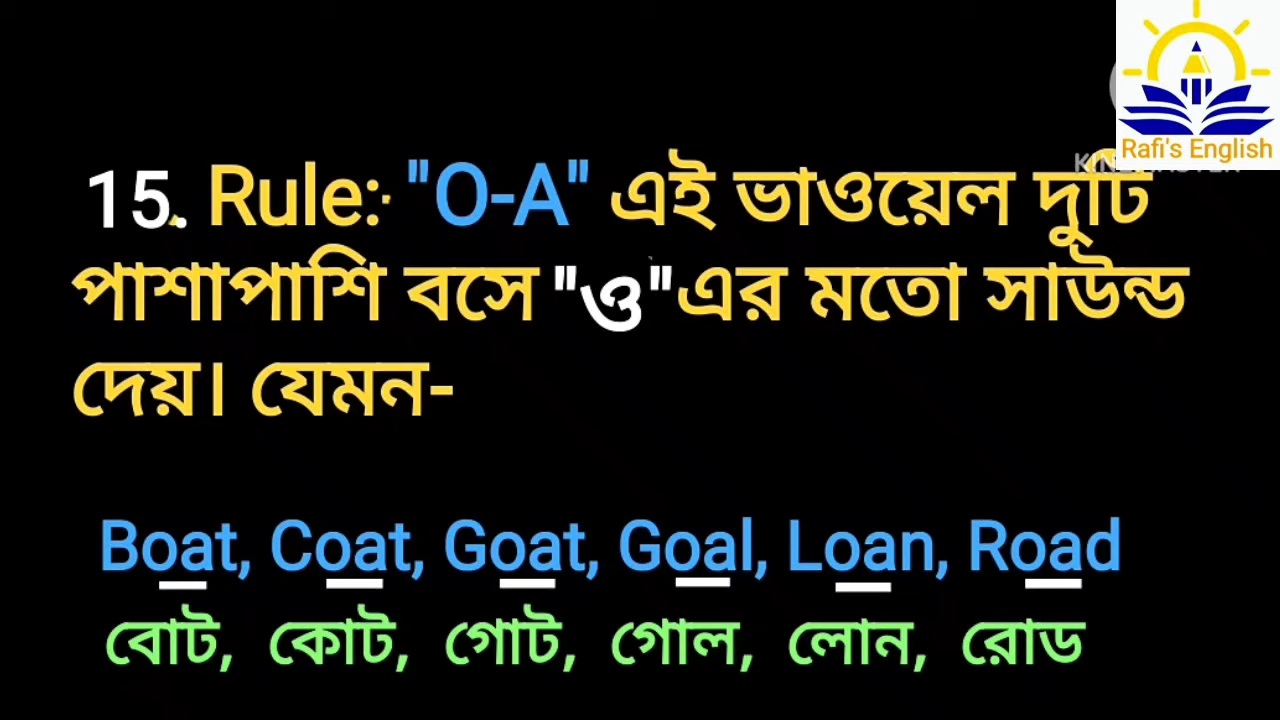 Rafi's English
15. Rule: "O-A" এই ভাওয়েল দুটি
পাশাপাশি বসে "ও"এর মতো সাউন্ড
দেয়। যেমন-
Boat, Coat, Goat, Goal, Loan, Road
বোট, কোট, গোট, গোল, লোন, রোড